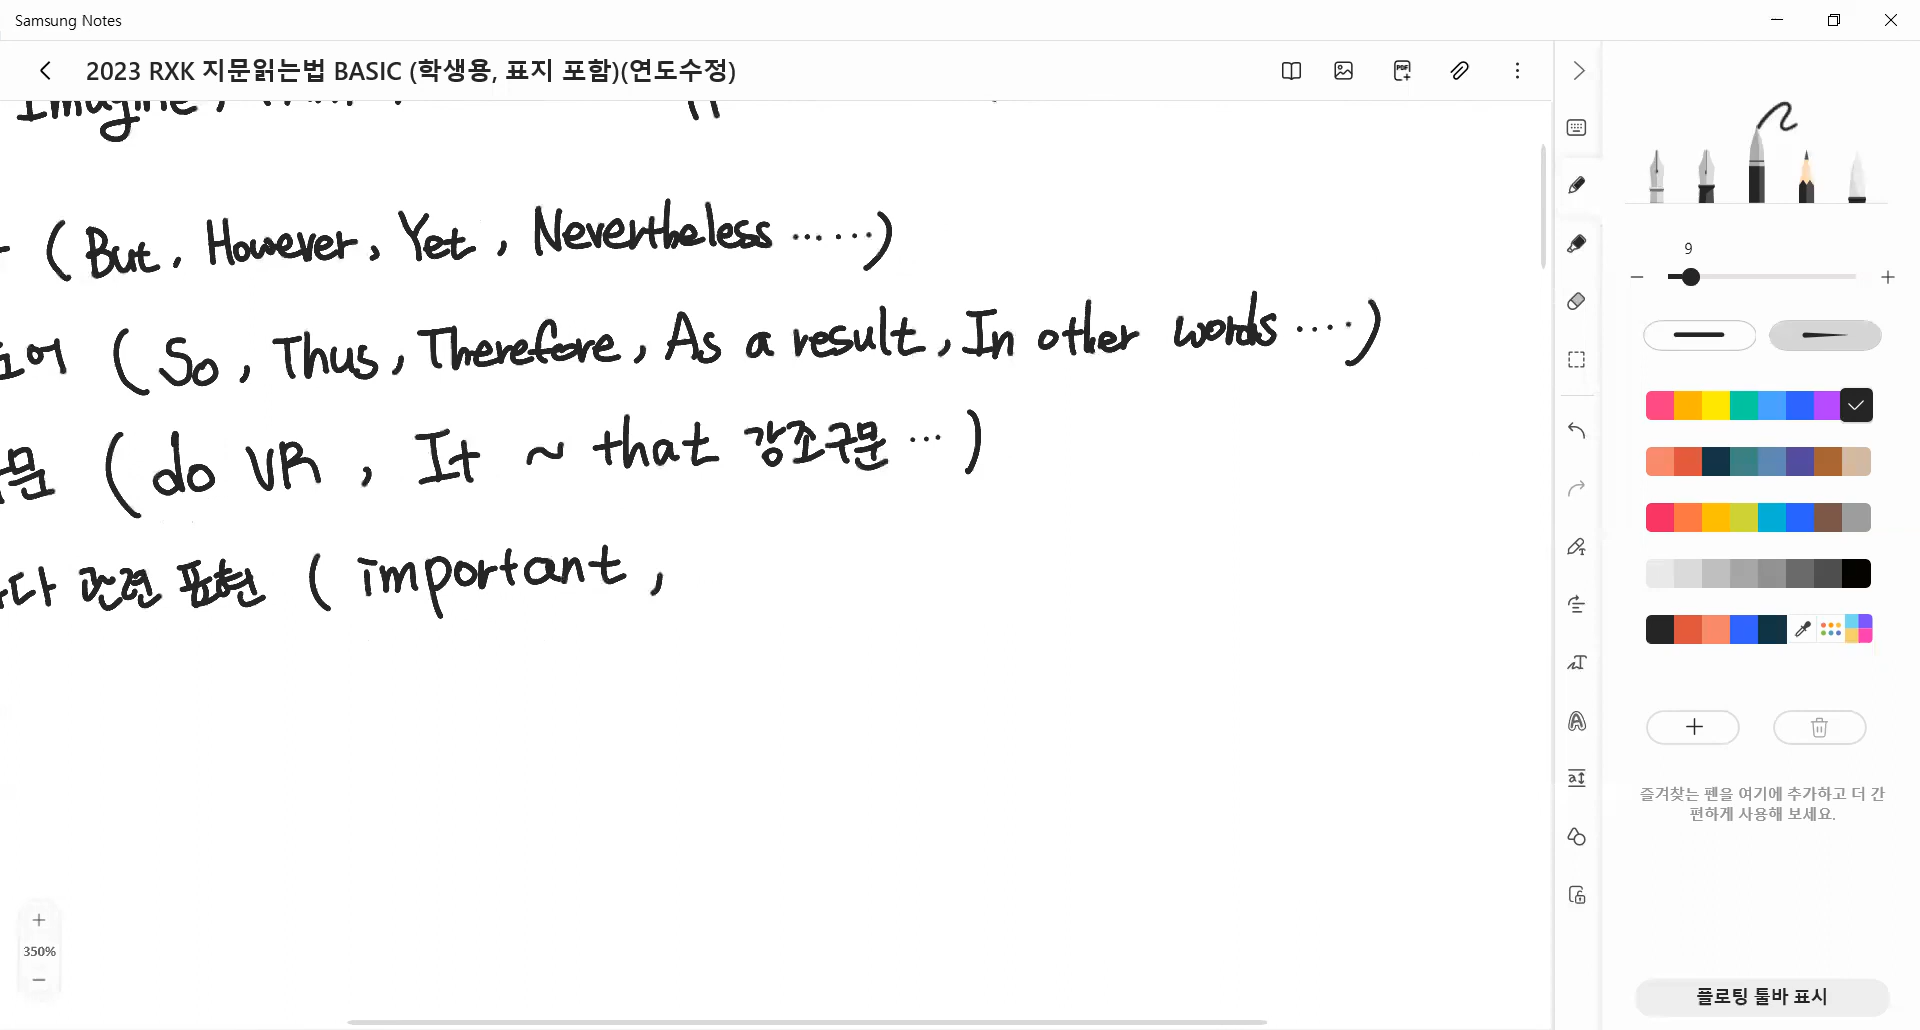 Samsung Notes
2023 RXK 지문읽는법 BASIC (학생용, 표지 포함)(연도수정)
Imagine,
(But, However, Yet, Nevertheless ......)
(So, Thus, Therefore, As a result, In other words ....)
문 (do VR, It ~ that 강조구문 ...)
다 관련 표현 (important,
9
즐겨찾는 펜을 여기에 추가하고 더 간
편하게 사용해 보세요.
350%
플로팅 툴바 표시